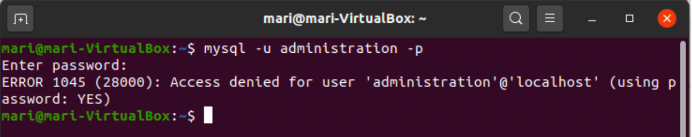 mari@mari-VirtualBox: ~
mari@mari-VirtualBox:~$ mysql -u administration -p
Enter password:
ERROR 1045 (28000): Access denied for user 'administration'@'localhost' (using p
assword: YES)
mari@mari-VirtualBox:~$